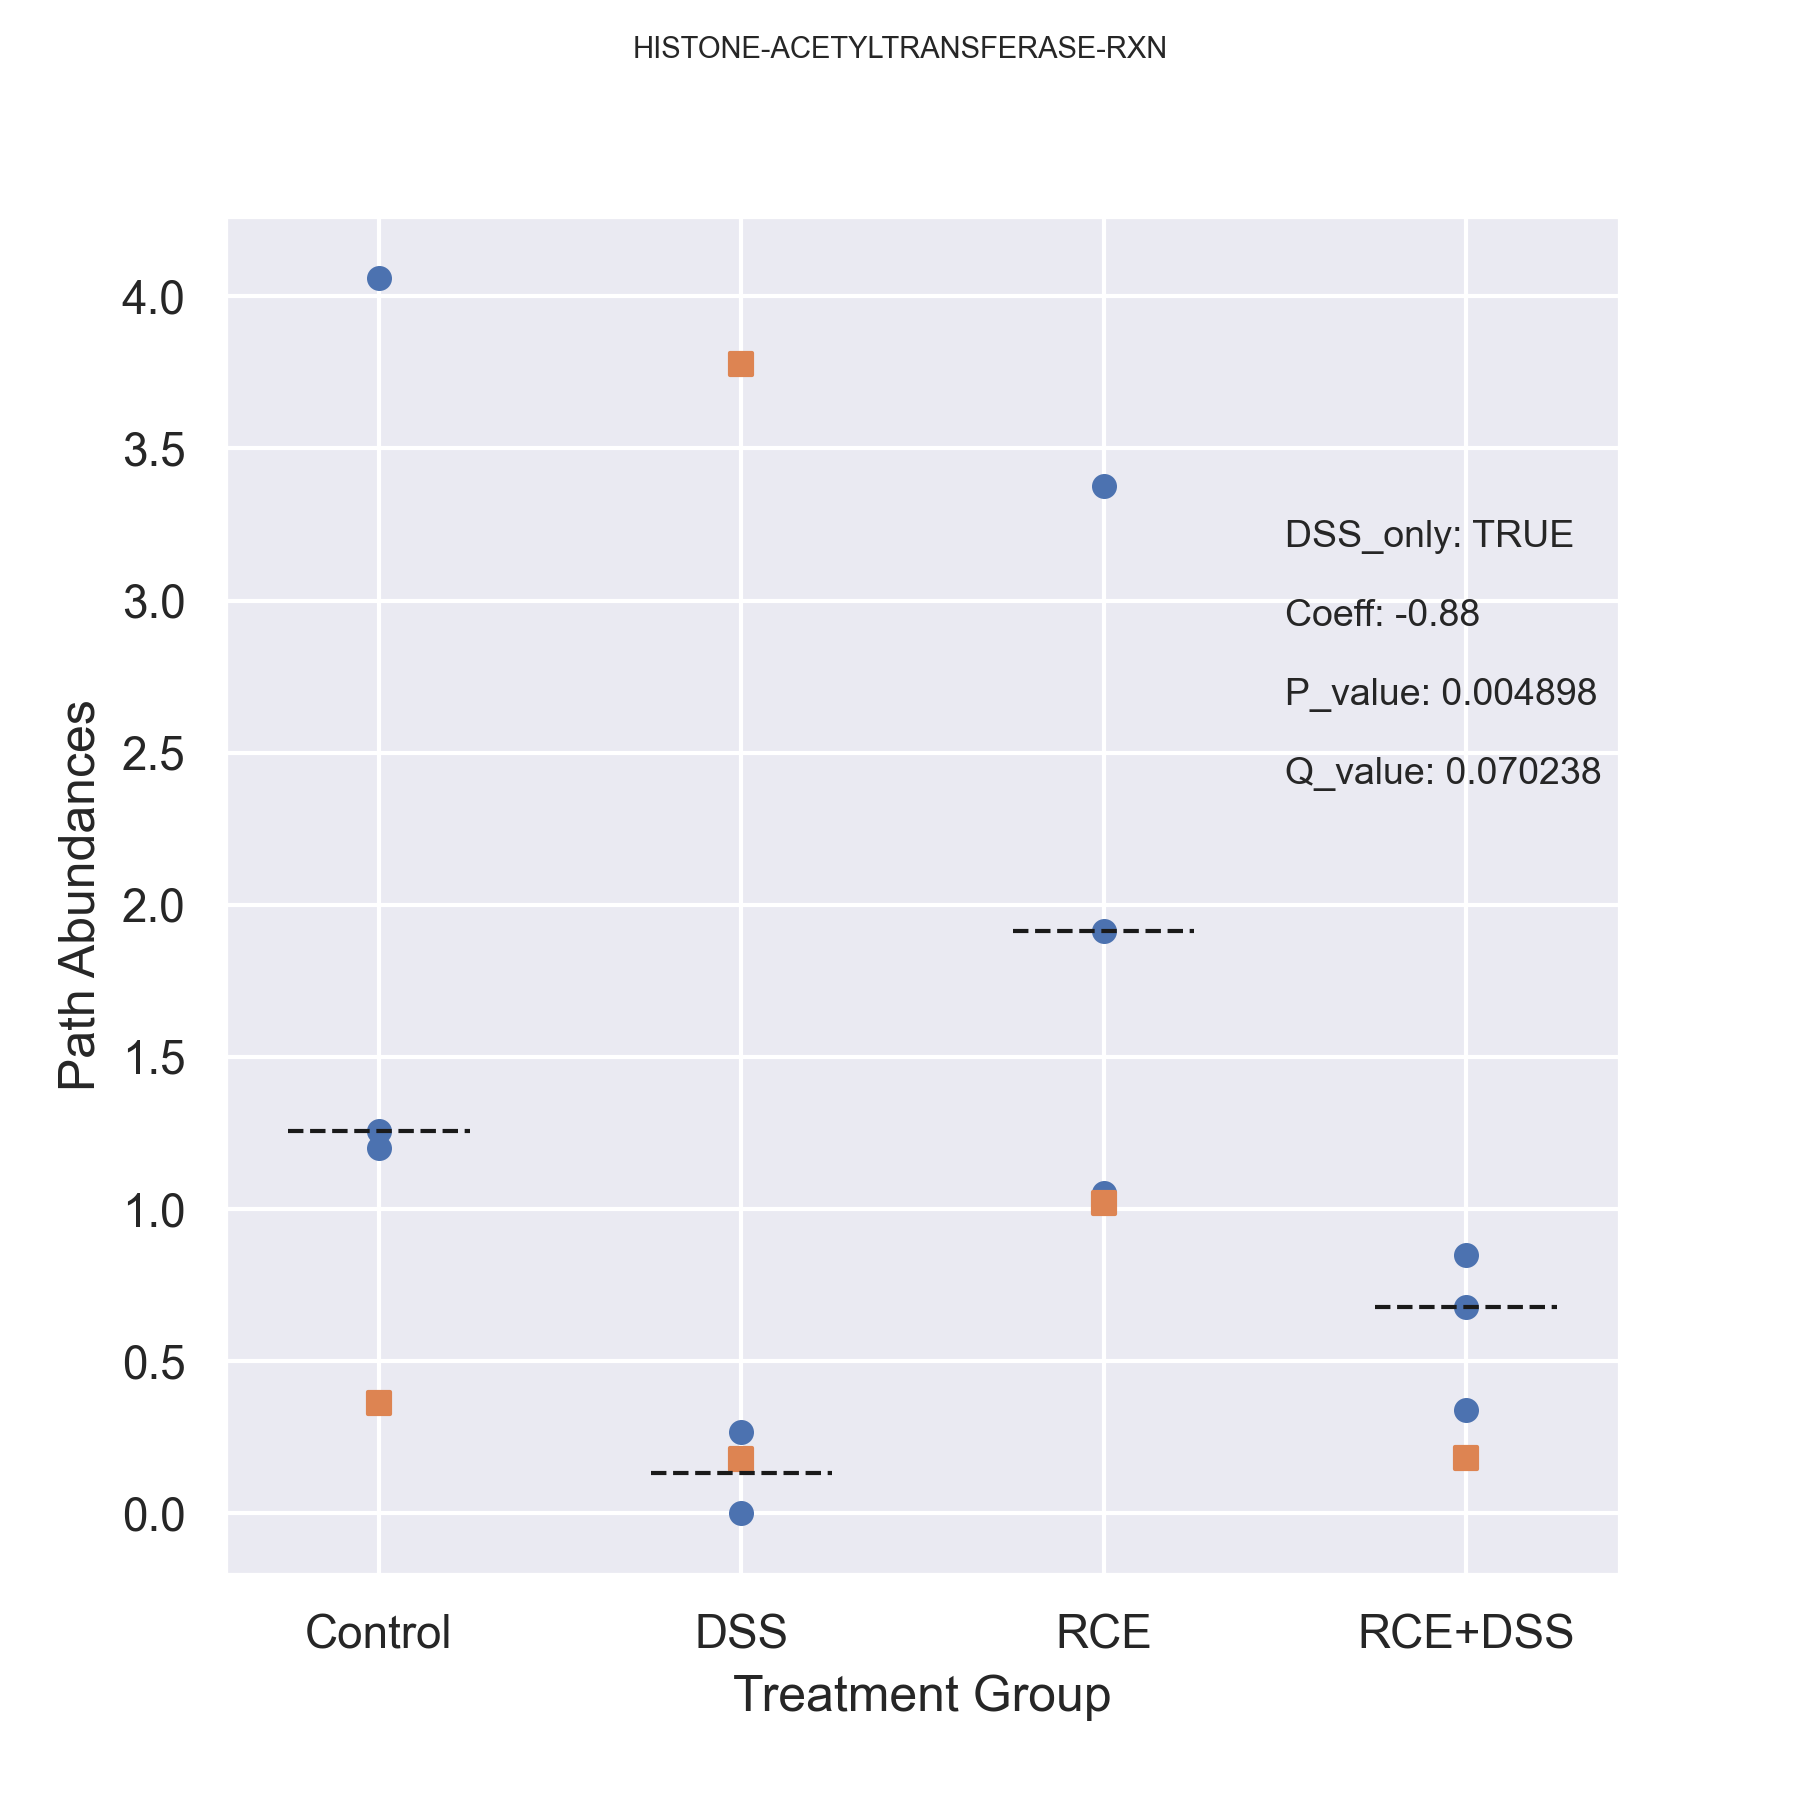 HISTONE-ACETYLTRANSFERASE-RXN
4.0
3.5
3.0
2.5
2.0
1.5
1.0
0.5
0.0
Path Abundances
DSS_only: TRUE
Coeff: -0.88
P_value: 0.004898
Q_value: 0.070238
Control DSS RCE RCE+DSS
Treatment Group